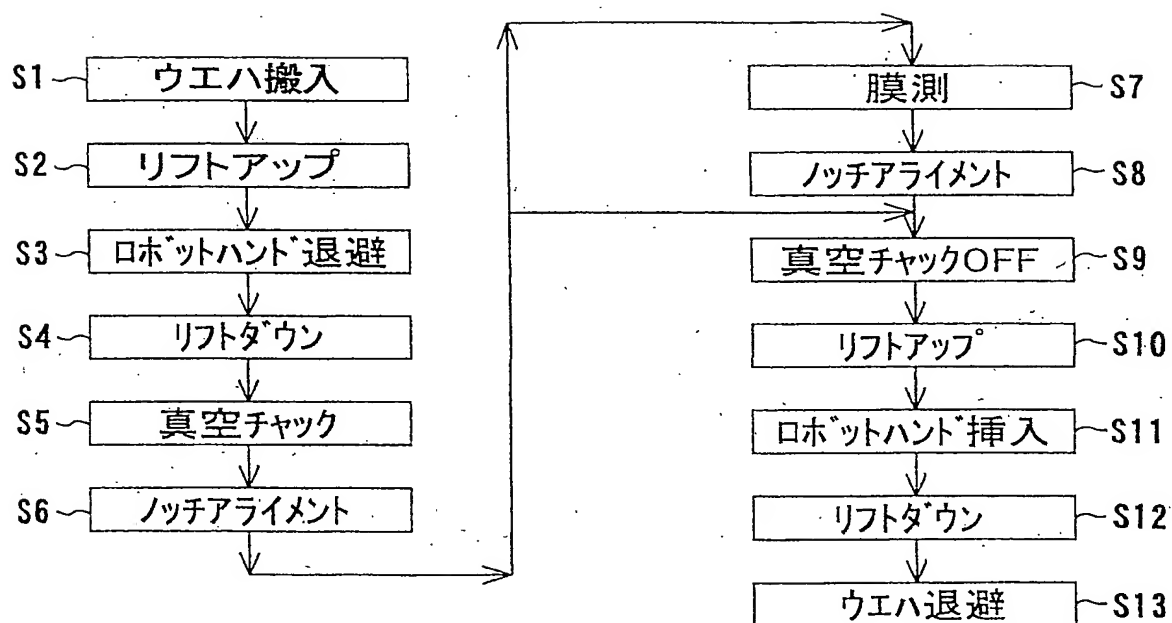 S1 ウエハ搬入
S2 リフトアップ
S3 ロボットハンド退避
S4 リフトダウン
S5 真空チャック
S6 ノッチアライメント
膜測 S7
ノッチアライメント S8
真空チャックOFF S9
リフトアップ S10
ロボットハンド挿入 S11
リフトダウン S12
ウエハ退避 S13